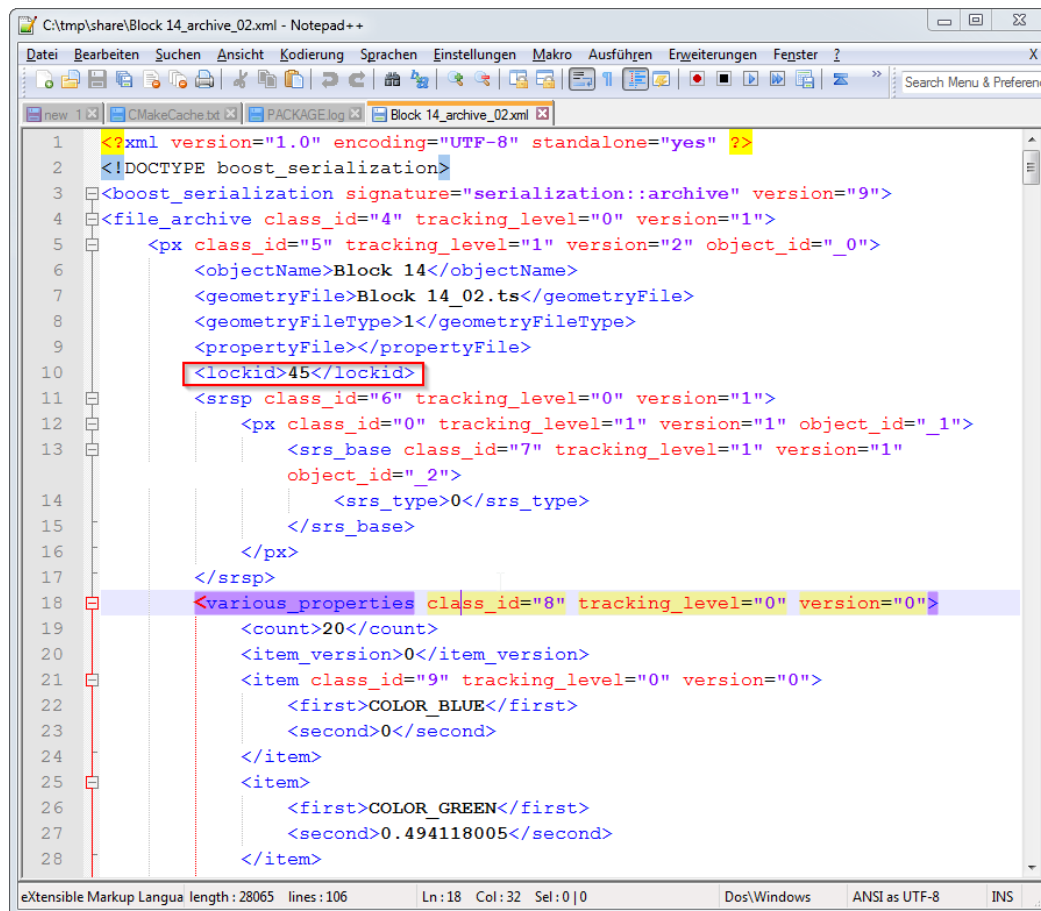 C:\tmp\share\Block 14_archive_02.xml - Notepad++
Datei Bearbeiten Suchen Ansicht Kodierung Sprachen Einstellungen Makro Ausführen Erweiterungen Fenster ? X
Search Menu & Preferen
new 1 CMakeCache.txt PACKAGE.log Block 14_archive_02.xml
1 <?xml version="1.0" encoding="UTF-8" standalone="yes" ?>
2 <!DOCTYPE boost_serialization>
3 <boost_serialization signature="serialization::archive" version="9">
4 <file_archive class_id="4" tracking_level="0" version="1">
5 <px class_id="5" tracking_level="1" version="2" object_id="_0">
6 <objectName>Block 14</objectName>
7 <geometryFile>Block 14_02.ts</geometryFile>
8 <geometryFileType>1</geometryFileType>
9 <propertyFile></propertyFile>
10 <lockid>45</lockid>
11 <srsp class_id="6" tracking_level="0" version="1">
12 <px class_id="0" tracking_level="1" version="1" object_id="_1">
13 <srs_base class_id="7" tracking_level="1" version="1"
object_id="_2">
14 <srs_type>0</srs_type>
15 </srs_base>
16 </px>
17 </srsp>
18 <various_properties class_id="8" tracking_level="0" version="0">
19 <count>20</count>
20 <item_version>0</item_version>
21 <item class_id="9" tracking_level="0" version="0">
22 <first>COLOR_BLUE</first>
23 <second>0</second>
24 </item>
25 <item>
26 <first>COLOR_GREEN</first>
27 <second>0.494118005</second>
28 </item>
eXtensible Markup Langua length : 28065 lines : 106 Ln : 18 Col : 32 Sel : 0 | 0 Dos\Windows ANSI as UTF-8 INS